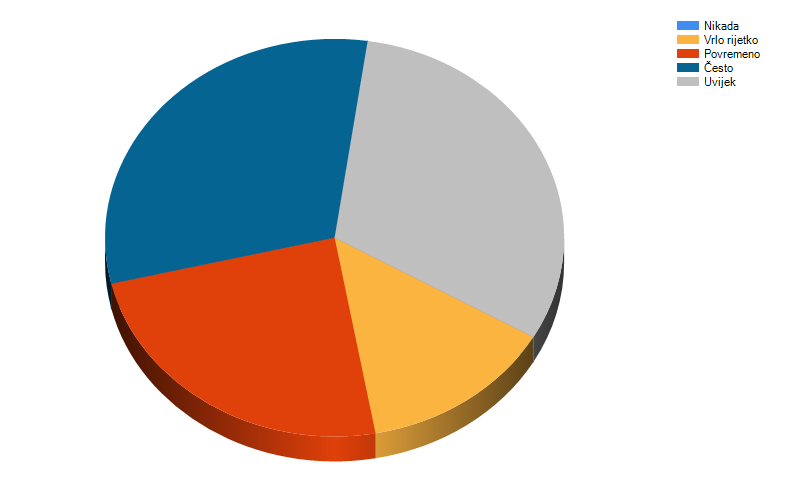 Nikada
Vrlo rijetko
Povremeno
Često
Uvijek